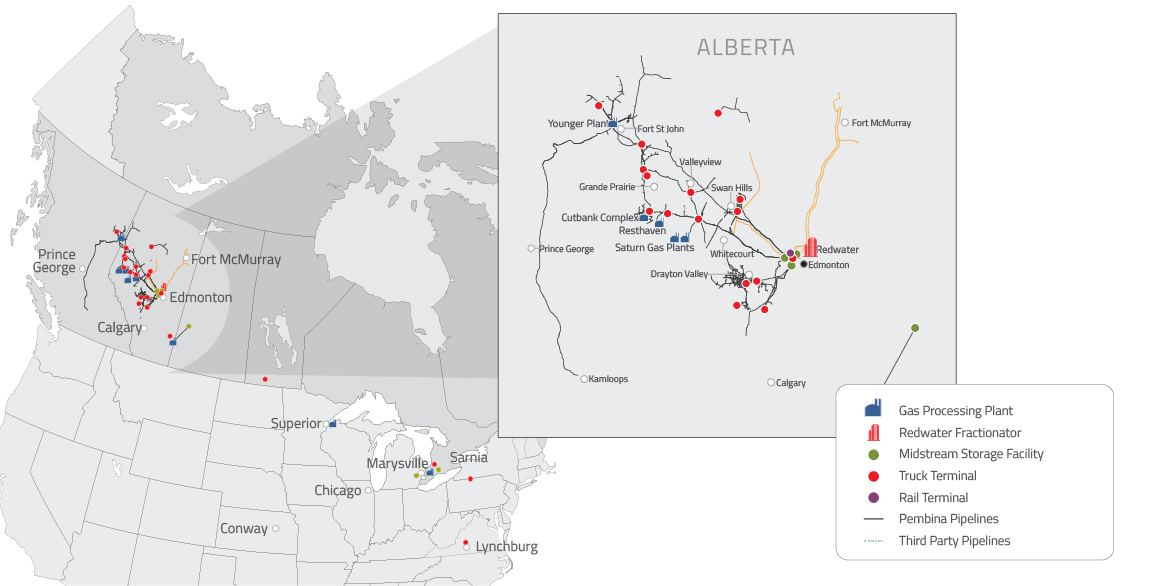 ALBERTA
Younger Plant
Fort St John
Fort McMurray
Valleyview
Grande Prairie
Swan Hills
Cutbank Complex
Resthaven
Saturn Gas Plants
Prince George
Whitecourt
Redwater
Edmonton
Drayton Valley
Kamloops
Calgary
Prince
George
Fort McMurray
Edmonton
Calgary
Superior
Marysville
Sarnia
Chicago
Conway
Lynchburg
Gas Processing Plant
Redwater Fractionator
Midstream Storage Facility
Truck Terminal
Rail Terminal
Pembina Pipelines
Third Party Pipelines